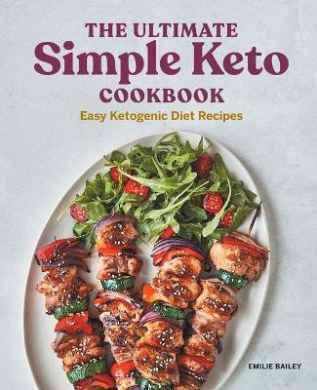 THE ULTIMATE
Simple Keto
COOKBOOK
Easy Ketogenic Diet Recipes
EMILIE BAILEY